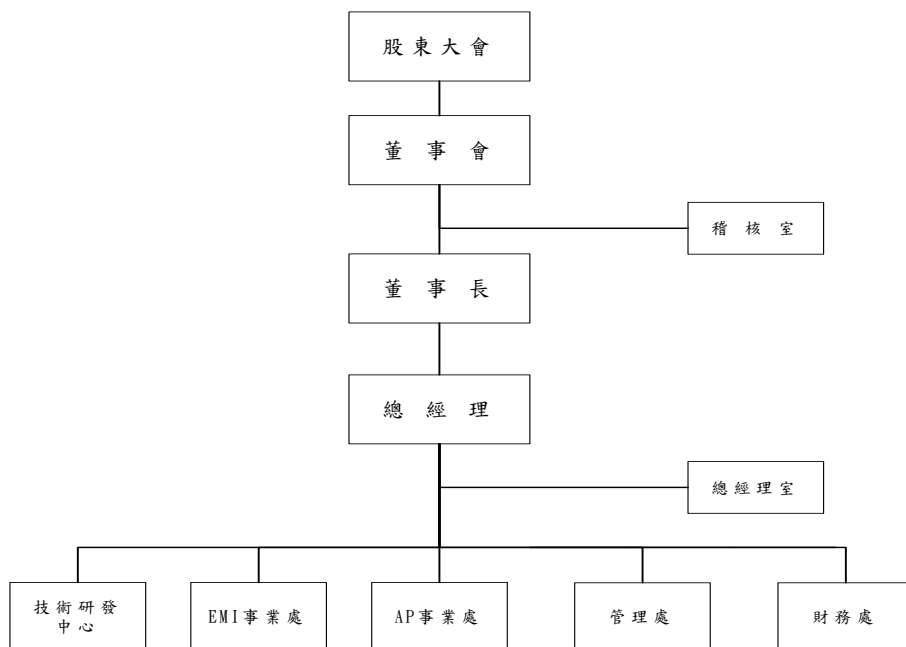 股東大會
董事會
稽核室
董事長
總經理
總經理室
技術研發
中心
EMI事業處
AP事業處
管理處
財務處